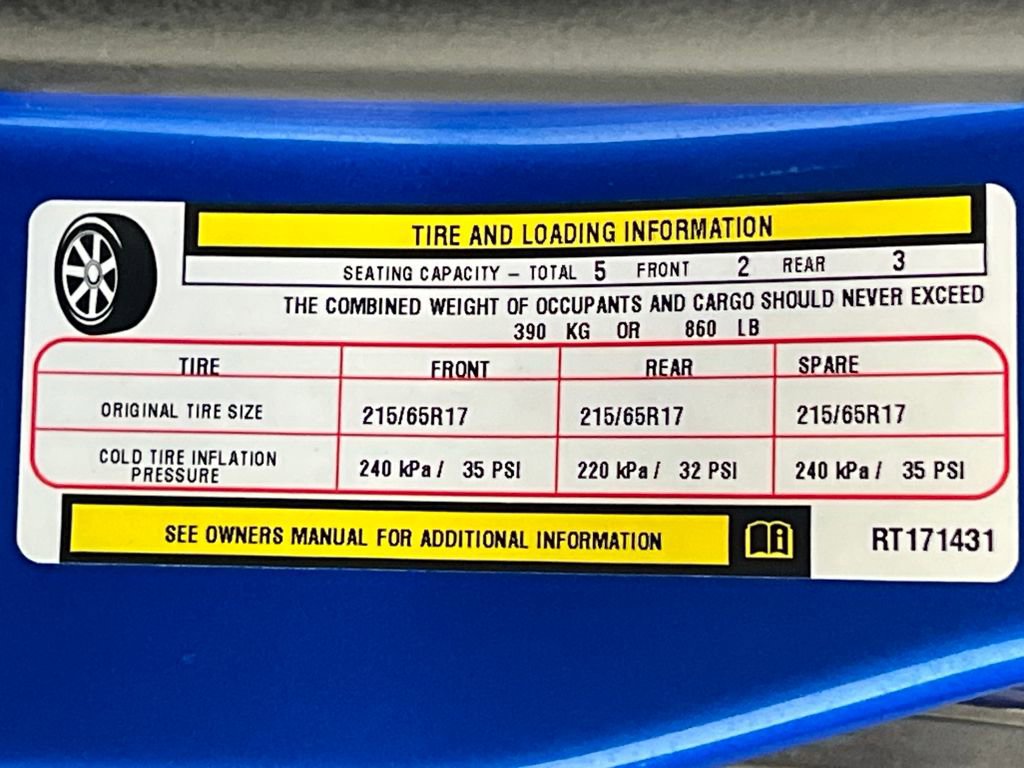 TIRE AND LOADING INFORMATION
SEATING CAPACITY – TOTAL 5 FRONT 2 REAR 3
THE COMBINED WEIGHT OF OCCUPANTS AND CARGO SHOULD NEVER EXCEED
390 KG OR 860 LB
TIRE FRONT REAR SPARE
ORIGINAL TIRE SIZE 215/65R17 215/65R17 215/65R17
COLD TIRE INFLATION
PRESSURE 240 kPa / 35 PSI 220 kPa / 32 PSI 240 kPa / 35 PSI
SEE OWNERS MANUAL FOR ADDITIONAL INFORMATION
RT171431